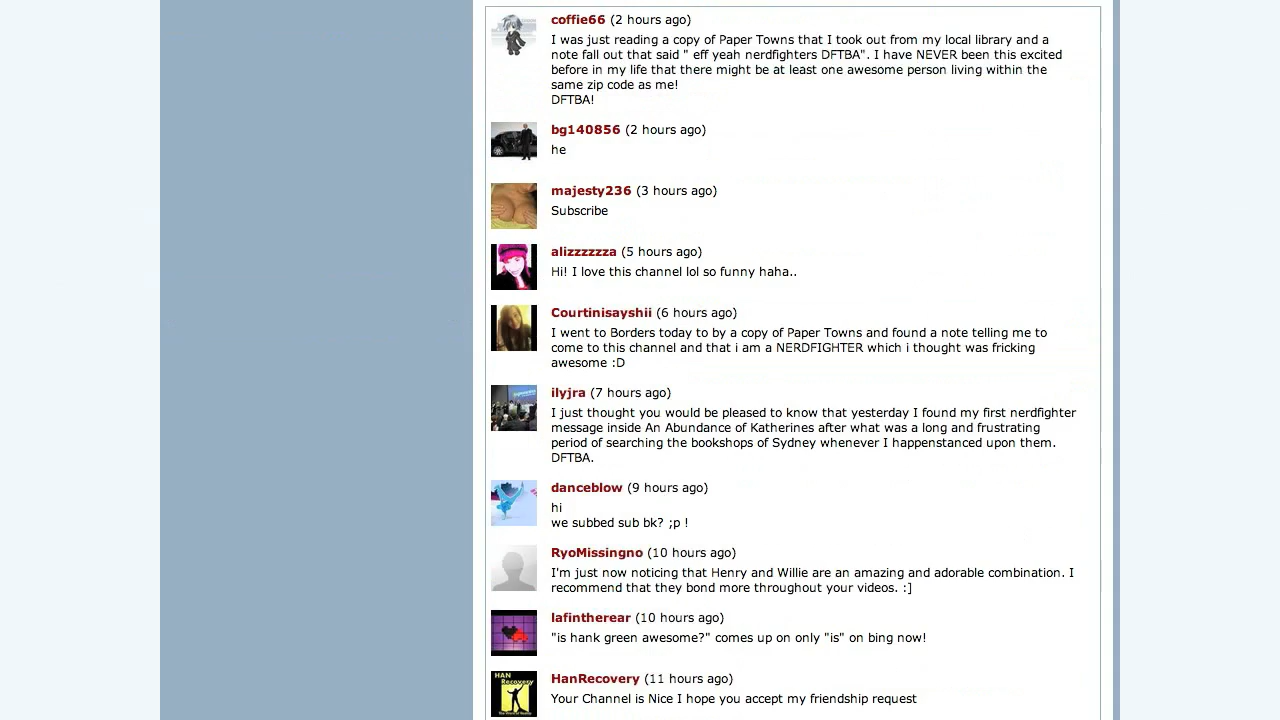 coffie66 (2 hours ago)
I was just reading a copy of Paper Towns that I took out from my local library and a
note fall out that said " eff yeah nerdfighters DFTBA". I have NEVER been this excited
before in my life that there might be at least one awesome person living within the
same zip code as me!
DFTBA!
bg140856 (2 hours ago)
he
majesty236 (3 hours ago)
Subscribe
alizzzzzza (5 hours ago)
Hi! I love this channel lol so funny haha..
Courtinisayshii (6 hours ago)
I went to Borders today to by a copy of Paper Towns and found a note telling me to
come to this channel and that i am a NERDFIGHTER which i thought was fricking
awesome :D
ilyjra (7 hours ago)
I just thought you would be pleased to know that yesterday I found my first nerdfighter
message inside An Abundance of Katherines after what was a long and frustrating
period of searching the bookshops of Sydney whenever I happenstanced upon them.
DFTBA.
danceblow (9 hours ago)
hi
we subbed sub bk? ;p !
RyoMissingno (10 hours ago)
I'm just now noticing that Henry and Willie are an amazing and adorable combination. I
recommend that they bond more throughout your videos. :]
lafintherear (10 hours ago)
"is hank green awesome?" comes up on only "is" on bing now!
HAN
Recovery
HanRecovery (11 hours ago)
Your Channel is Nice I hope you accept my friendship request